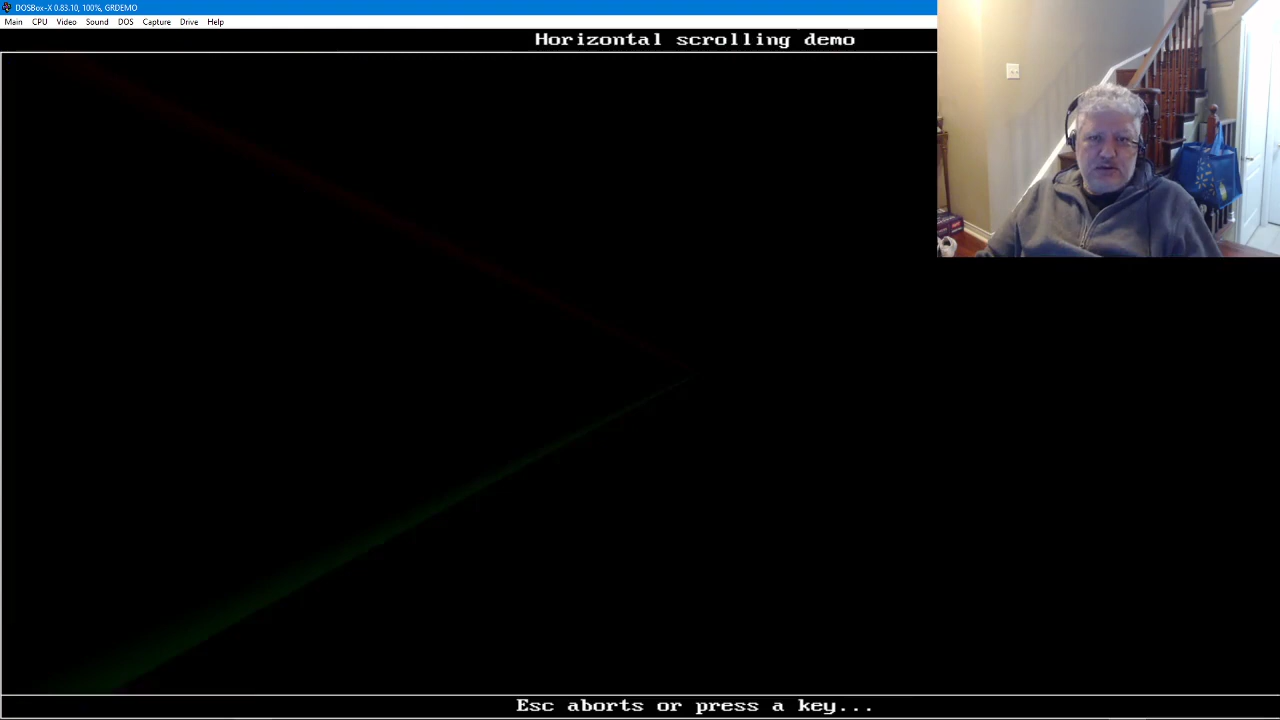 DOSBox-X 0.83.10, 100%, GRDEMO
Main CPU Video Sound DOS Capture Drive Help
Horizontal scrolling demo
Esc aborts or press a key...